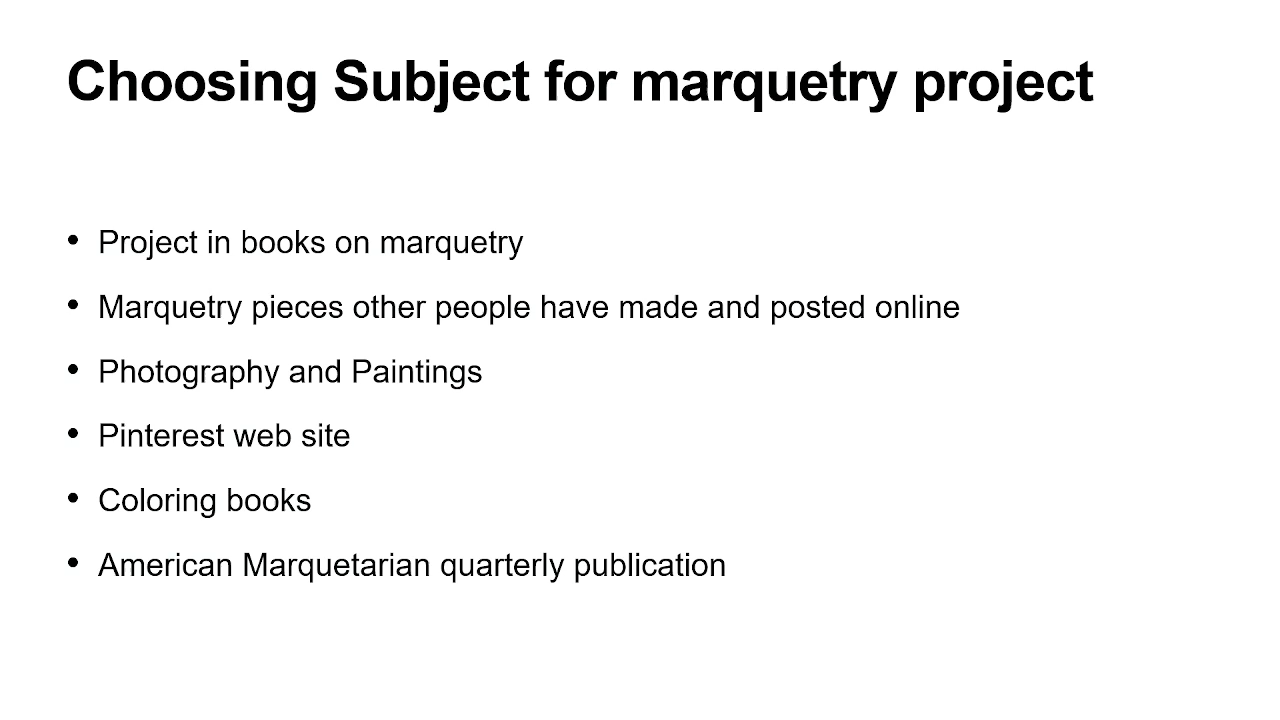 Choosing Subject for marquetry project
• Project in books on marquetry
• Marquetry pieces other people have made and posted online
• Photography and Paintings
• Pinterest web site
• Coloring books
• American Marquetarian quarterly publication